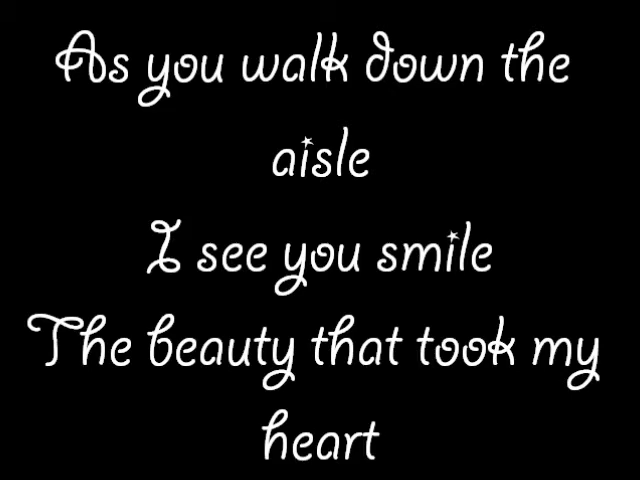 As you walk down the
aisle
I see you smile
The beauty that took my
heart